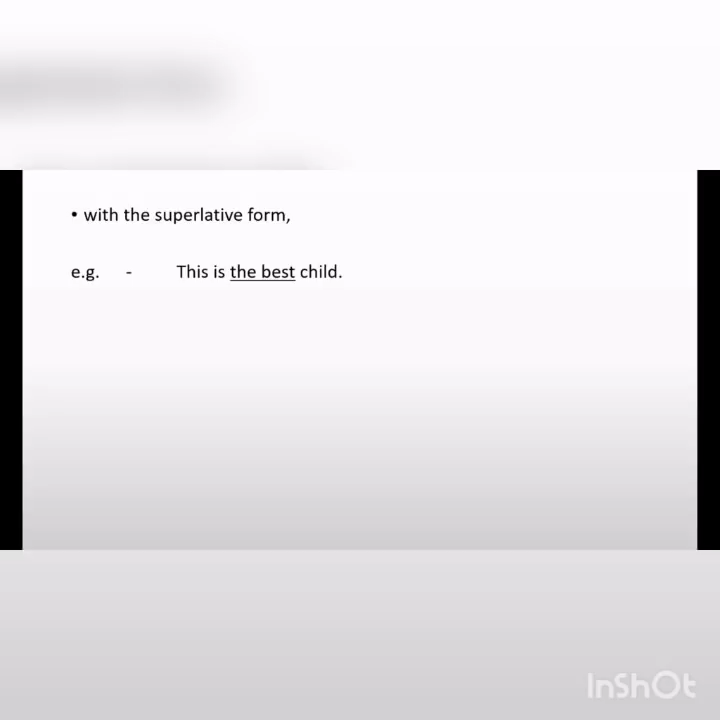 • with the superlative form,
e.g. - This is the best child.
InShOt